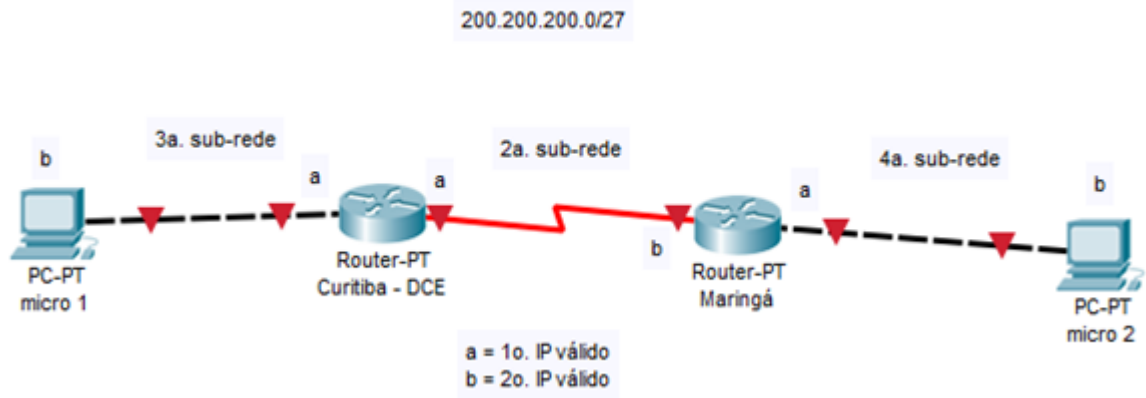 200.200.200.0/27
3a. sub-rede
2a. sub-rede
4a. sub-rede
b
a
a
b
a
b
PC-PT
micro 1
Router-PT
Curitiba - DCE
Router-PT
Maringá
PC-PT
micro 2
a = 1o. IP válido
b = 2o. IP válido